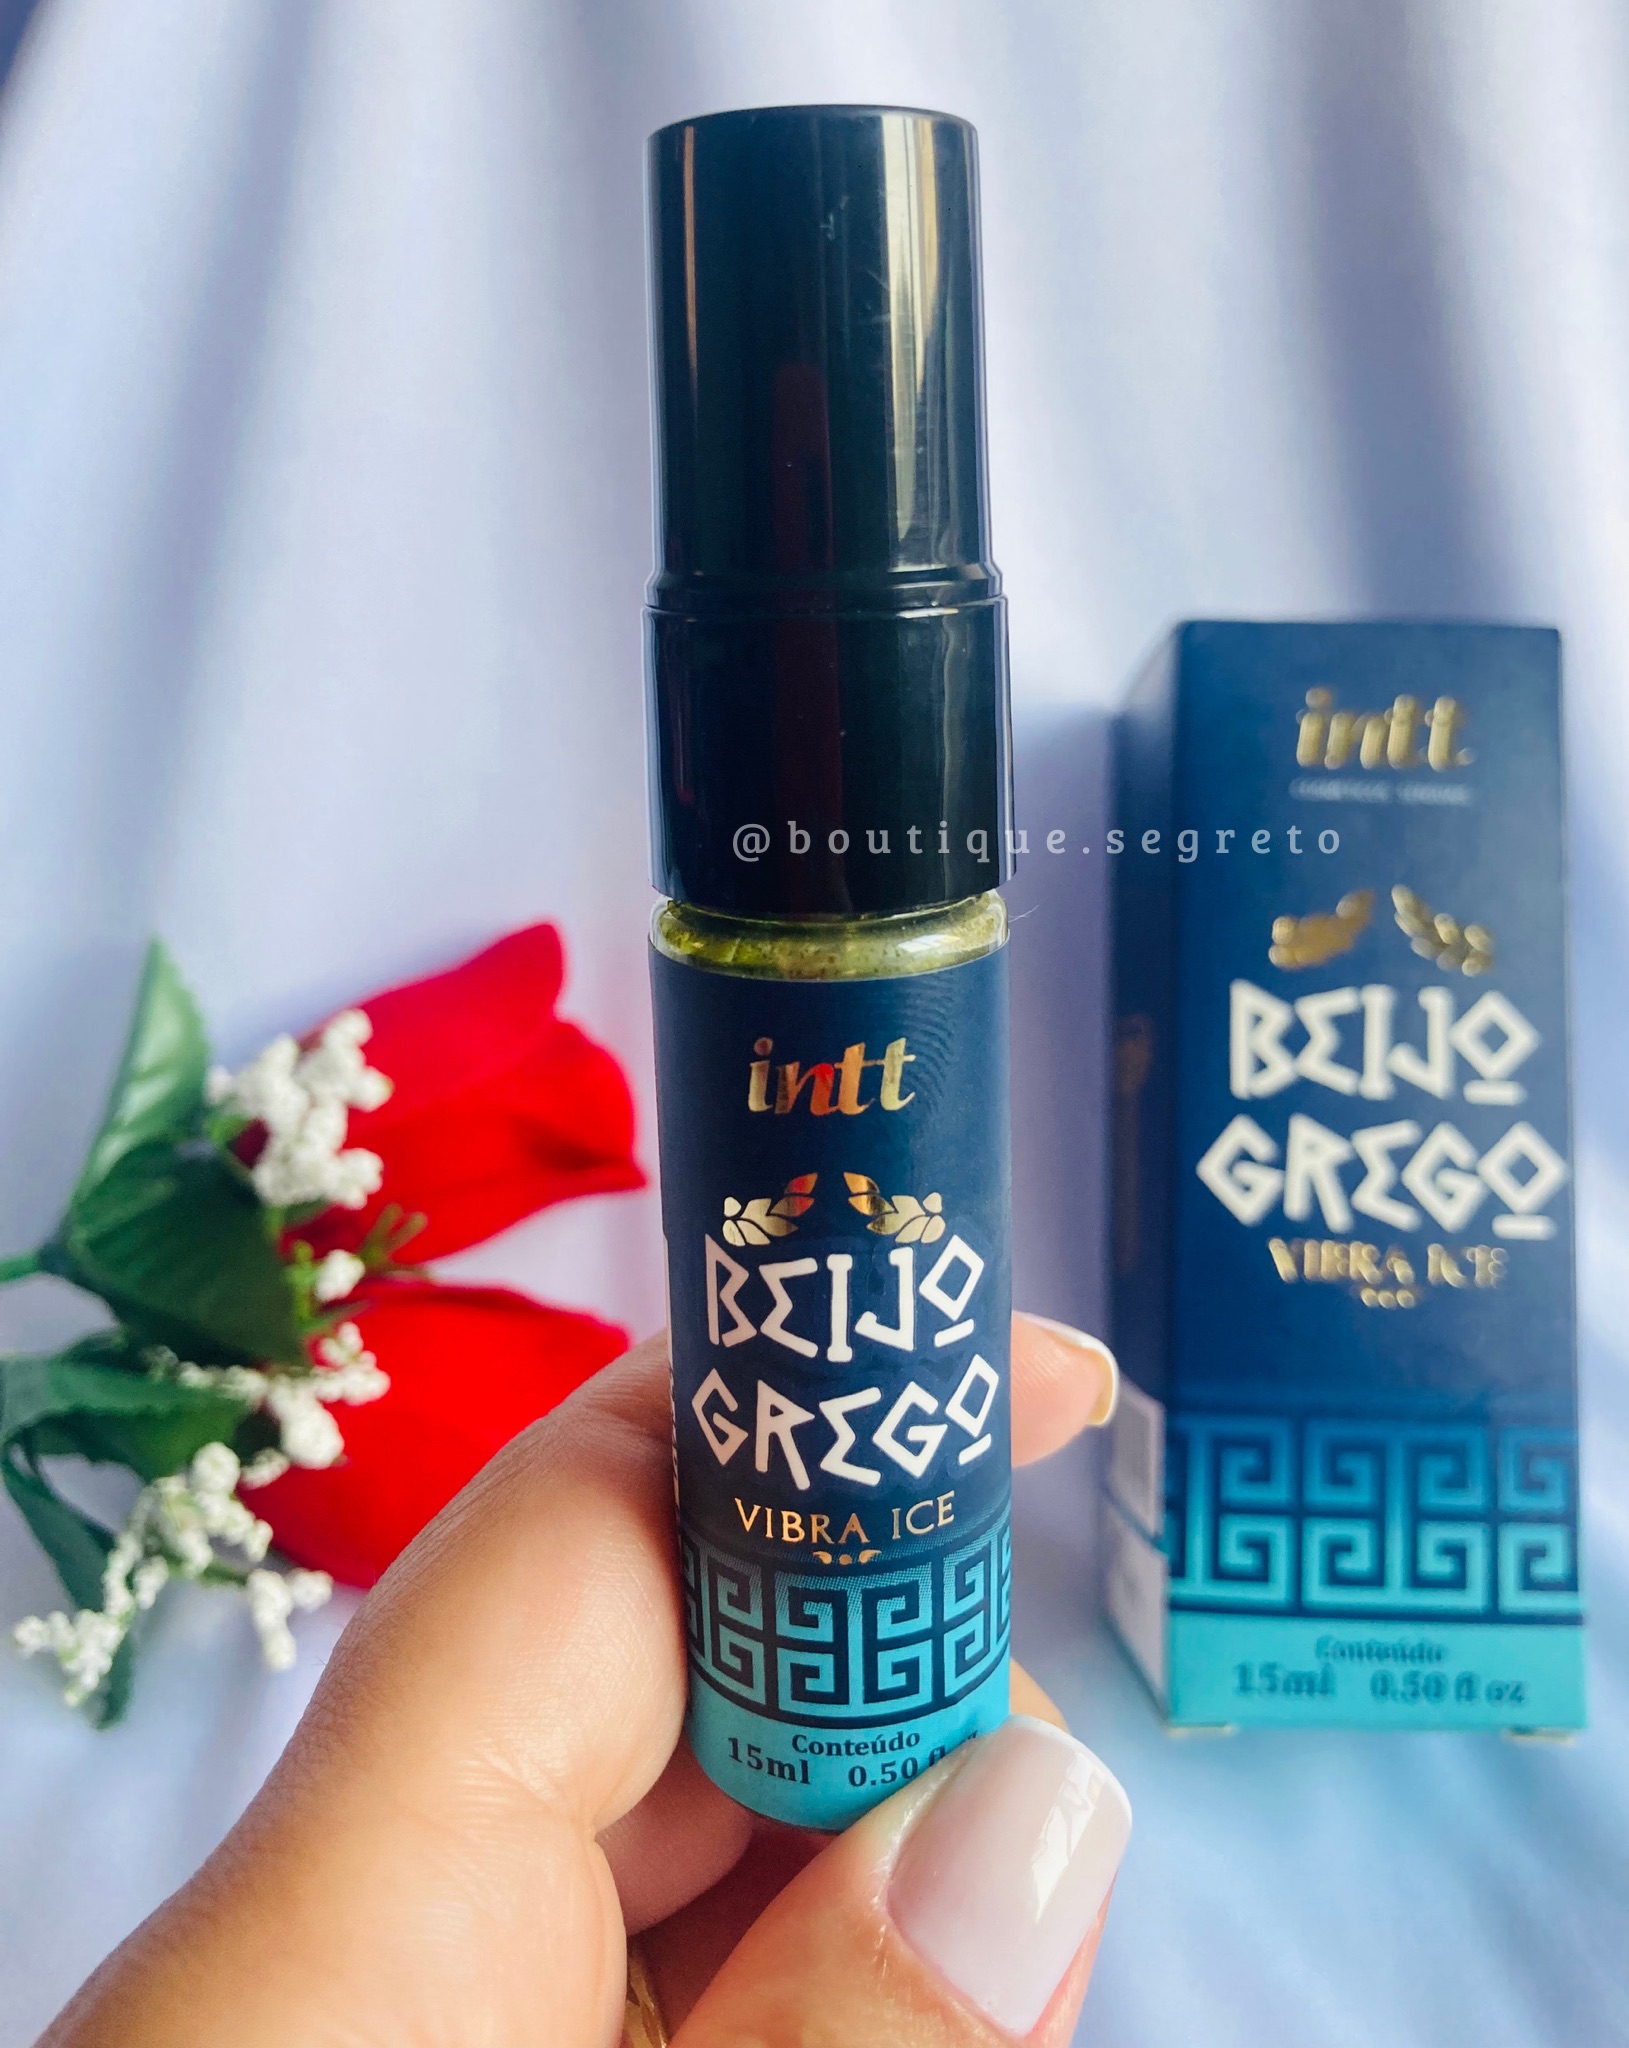 intt
BEIJO
GREGO
VIBRA ICE
Conteúdo
15ml 0.50
@boutique.segreto
intt
BEIJO
GREGO
VIBRA ICE
Conteúdo
15ml 0.50 fl oz